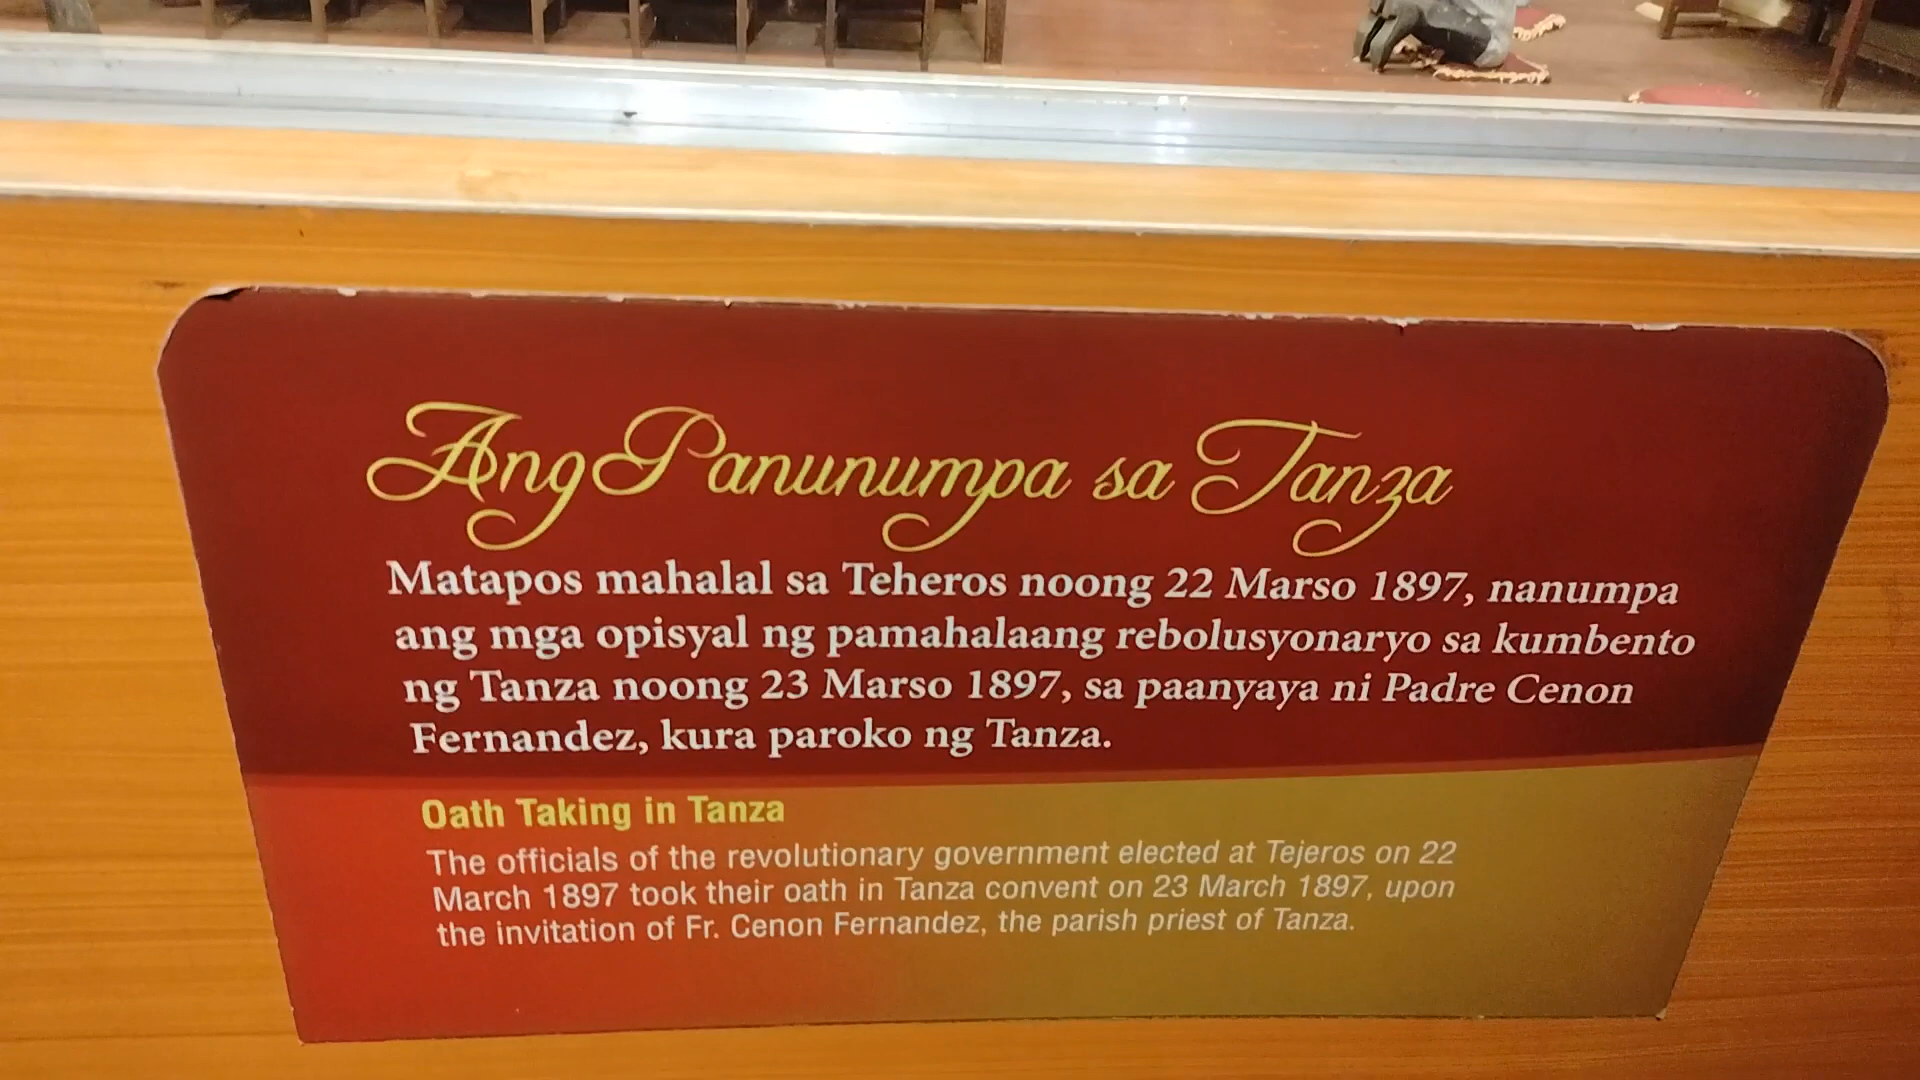 Ang Panunumpa sa Tanza
Matapos mahalal sa Teheros noong 22 Marso 1897, nanumpa
ang mga opisyal ng pamahalaang rebolusyonaryo sa kumbento
ng Tanza noong 23 Marso 1897, sa paanyaya ni Padre Cenon
Fernandez, kura paroko ng Tanza.
Oath Taking in Tanza
The officials of the revolutionary government elected at Tejeros on 22
March 1897 took their oath in Tanza convent on 23 March 1897, upon
the invitation of Fr. Cenon Fernandez, the parish priest of Tanza.